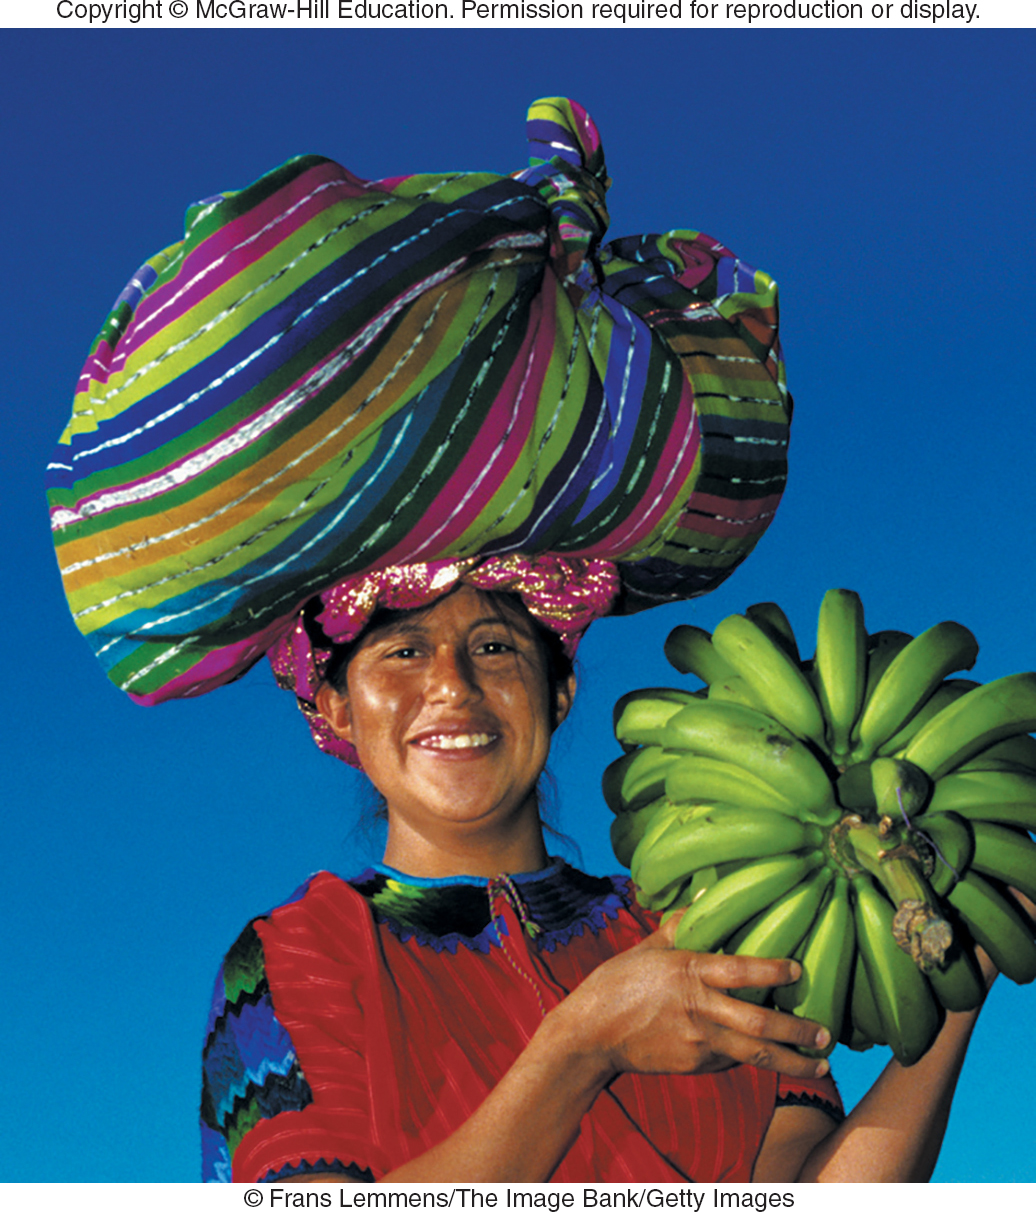 Copyright © McGraw-Hill Education. Permission required for reproduction or display.
© Frans Lemmens/The Image Bank/Getty Images